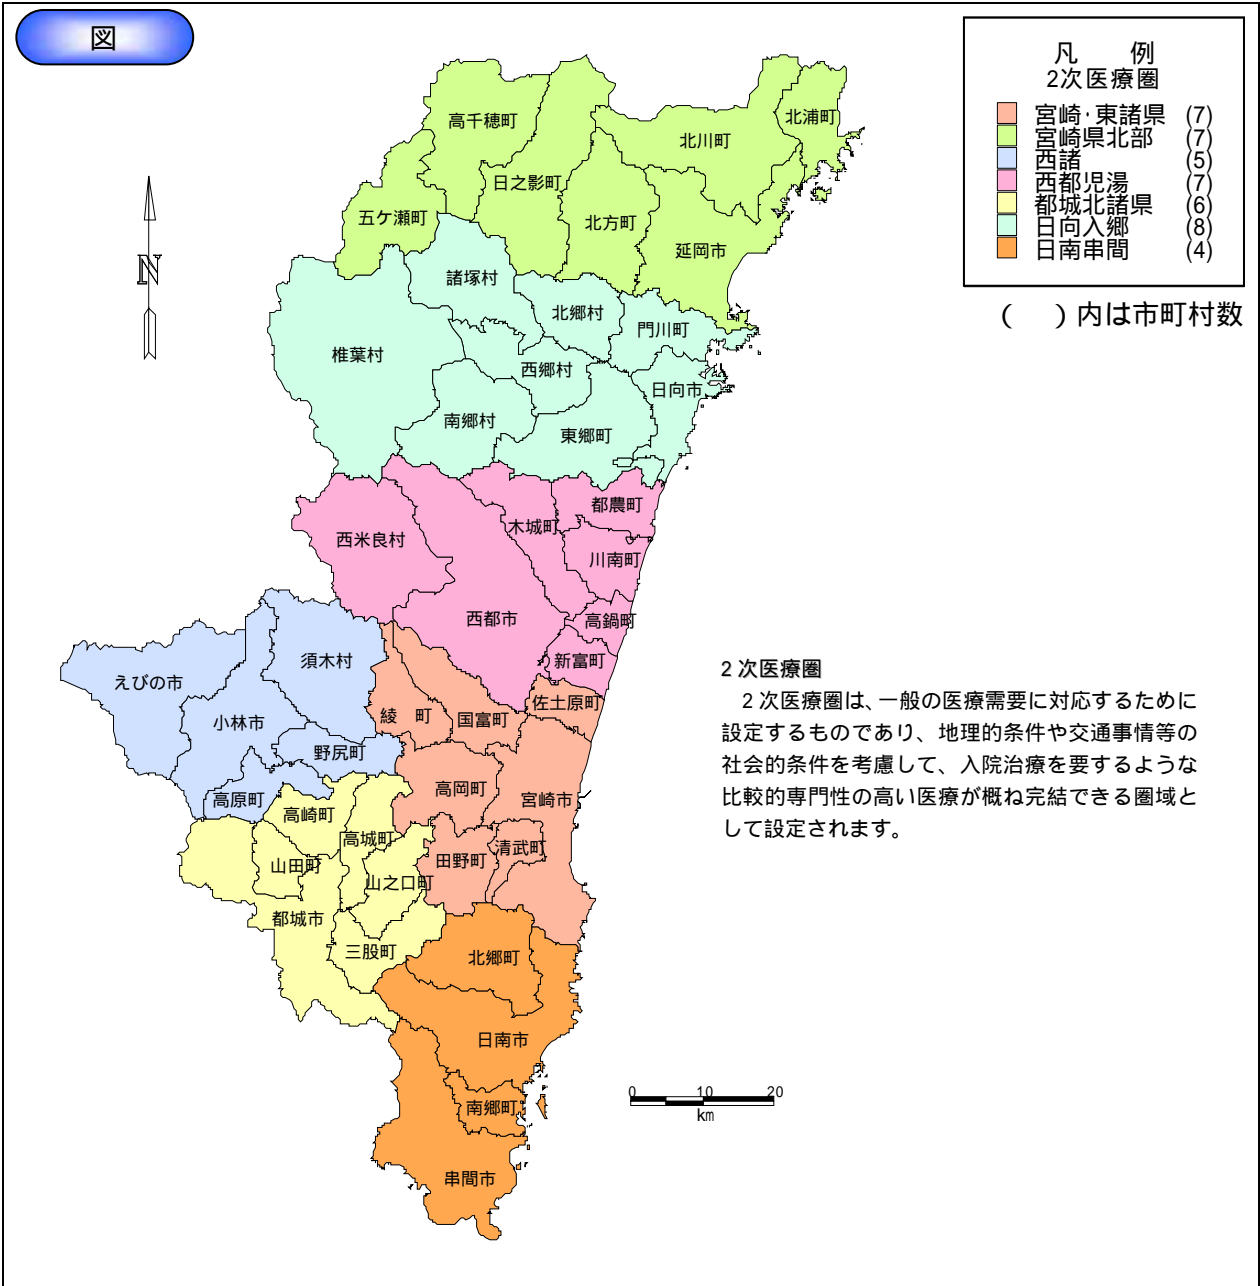 図
凡 例
2次医療圏
宮崎・東諸県 (7)
宮崎県北部 (7)
西諸 (5)
西都児湯 (7)
都城北諸県 (6)
日向入郷 (8)
日南串間 (4)
( )内は市町村数
高千穂町
北浦町
北川町
日之影町
五ケ瀬町
北方町
延岡市
諸塚村
北郷村
門川町
椎葉村
西郷村
日向市
南郷村
東郷町
都農町
木城町
西米良村
川南町
西都市
高鍋町
新富町
須木村
えびの市
佐土原町
綾 町
国富町
小林市
野尻町
高岡町
高原町
宮崎市
高崎町
高城町
清武町
田野町
山田町
山之口町
都城市
三股町
北郷町
日南市
南郷町
串間市
N
0 10 20
km
2次医療圏
2次医療圏は、一般の医療需要に対応するために
設定するものであり、地理的条件や交通事情等の
社会的条件を考慮して、入院治療を要するような
比較的専門性の高い医療が概ね完結できる圏域と
して設定されます。